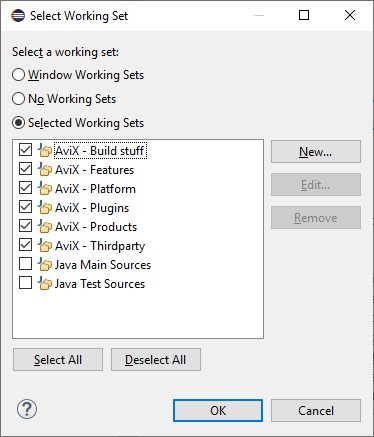 Select Working Set
Select a working set:
Window Working Sets
No Working Sets
Selected Working Sets
AviX - Build stuff
AviX - Features
AviX - Platform
AviX - Plugins
AviX - Products
AviX - Thirdparty
Java Main Sources
Java Test Sources
New...
Edit...
Remove
Select All
Deselect All
?
OK
Cancel